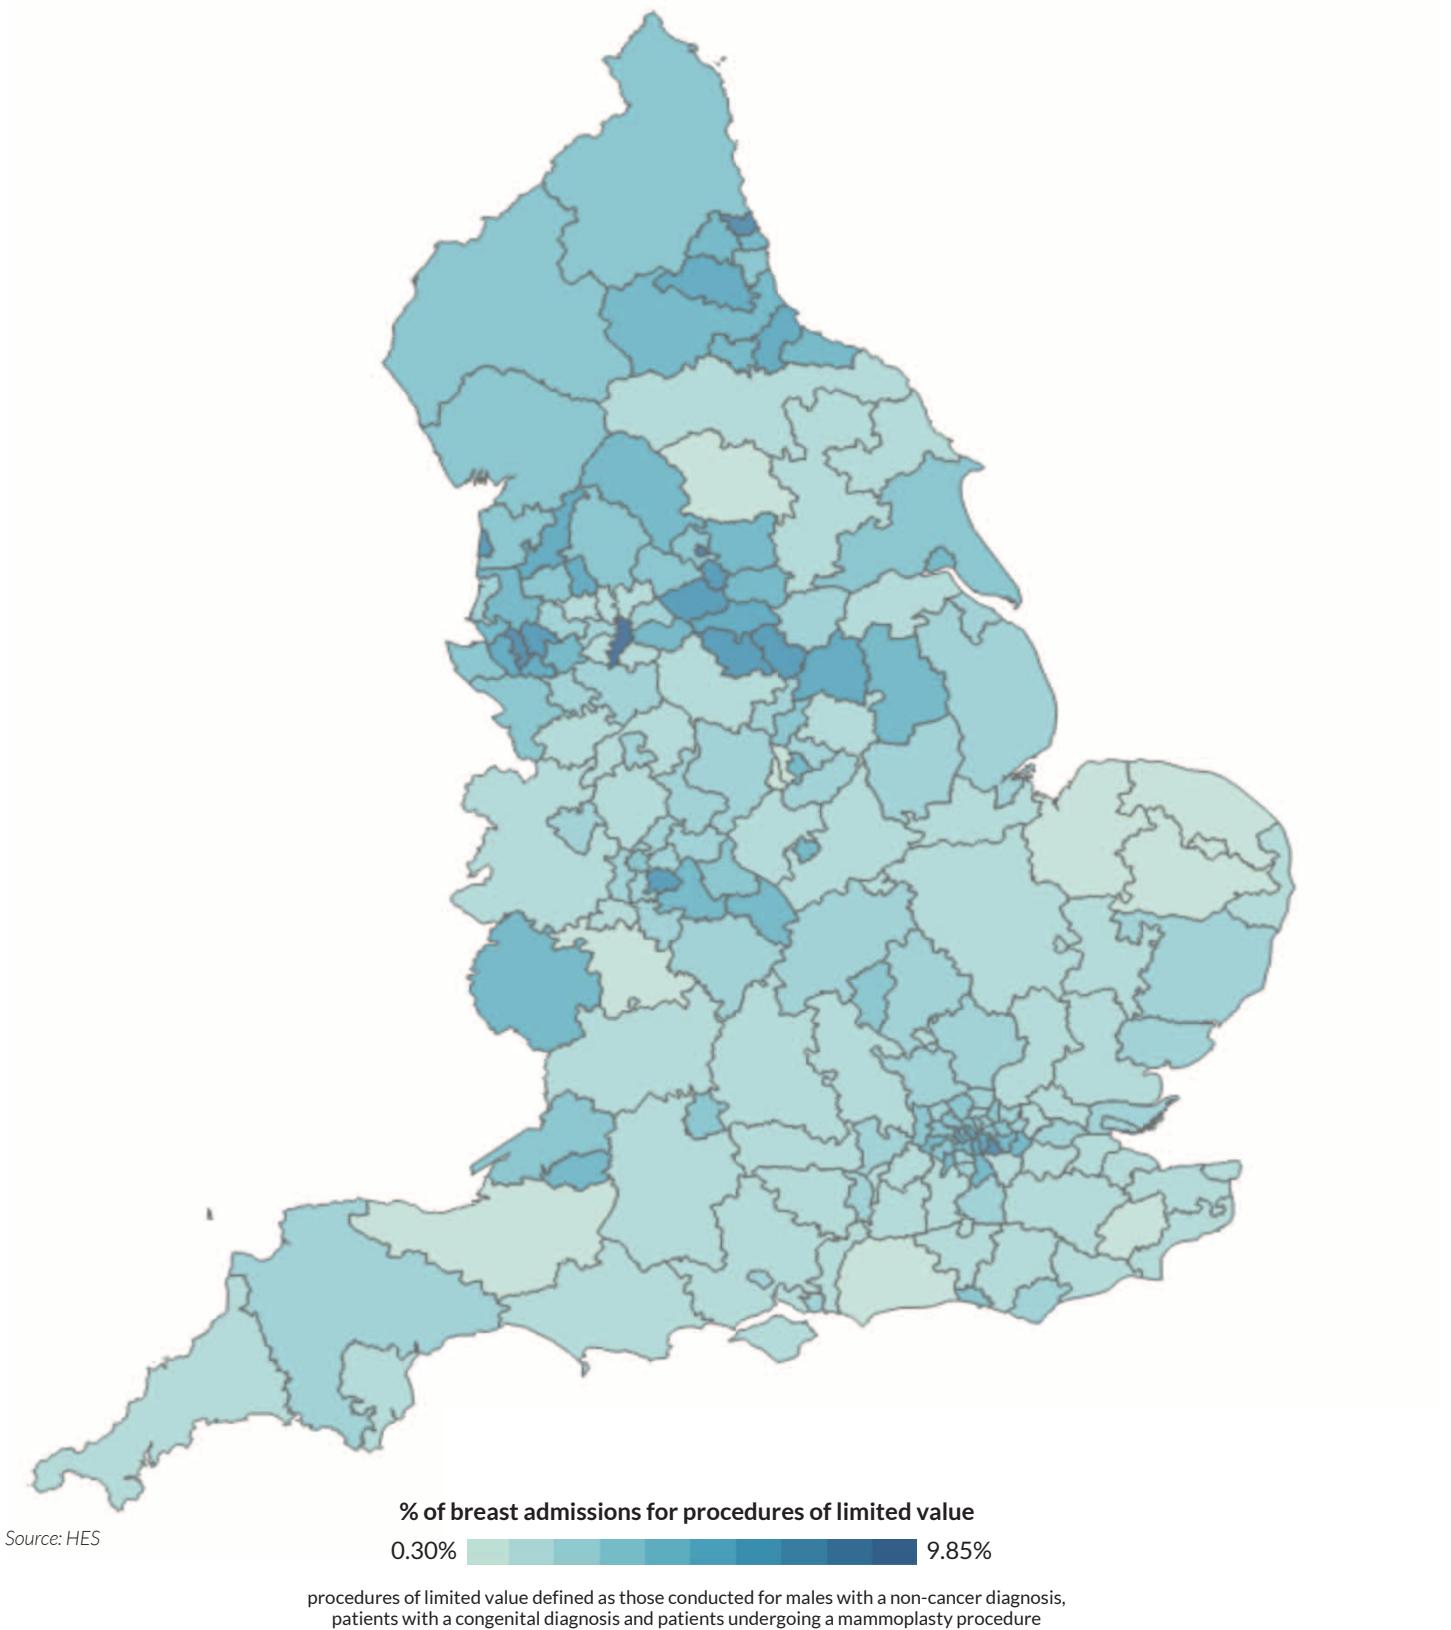 % of breast admissions for procedures of limited value
Source: HES
0.30% 9.85%
procedures of limited value defined as those conducted for males with a non-cancer diagnosis,
patients with a congenital diagnosis and patients undergoing a mammoplasty procedure